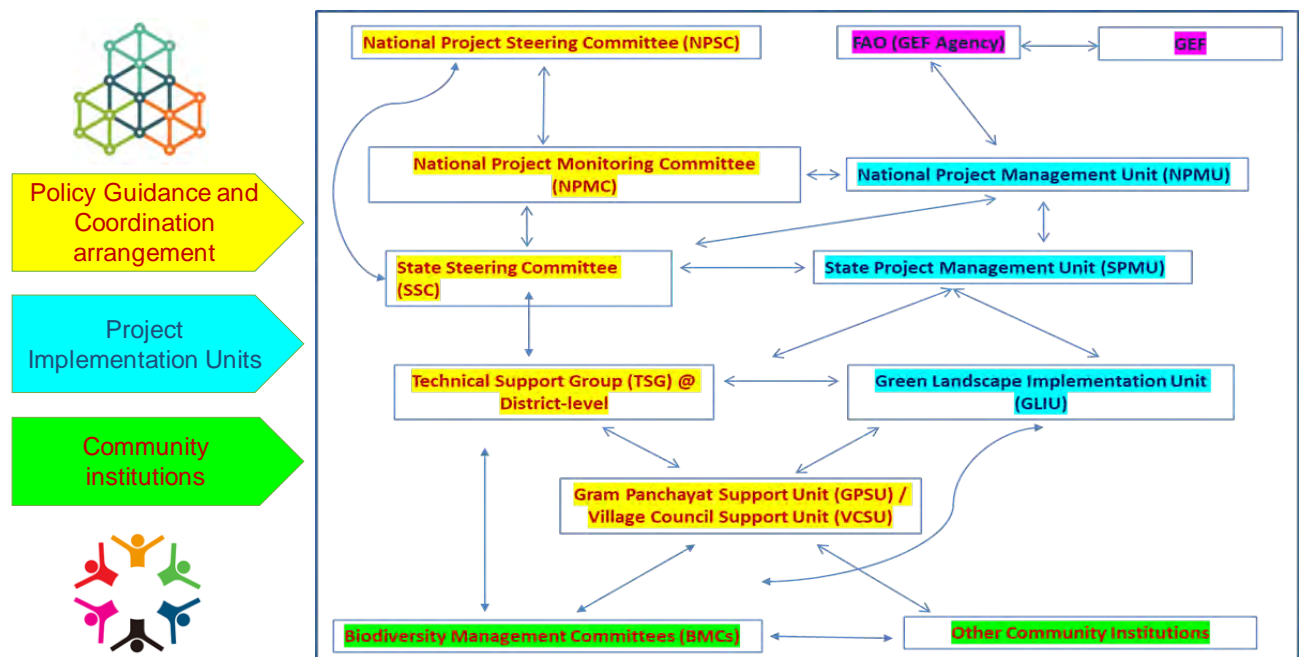 Policy Guidance and
Coordination
arrangement
Project
Implementation Units
Community
institutions
National Project Steering Committee (NPSC)
FAO (GEF Agency)
GEF
National Project Monitoring Committee
(NPMC)
National Project Management Unit (NPMU)
State Steering Committee
(SSC)
State Project Management Unit (SPMU)
Technical Support Group (TSG) @
District-level
Green Landscape Implementation Unit
(GLIU)
Gram Panchayat Support Unit (GPSU) /
Village Council Support Unit (VCSU)
Biodiversity Management Committees (BMCs)
Other Community Institutions